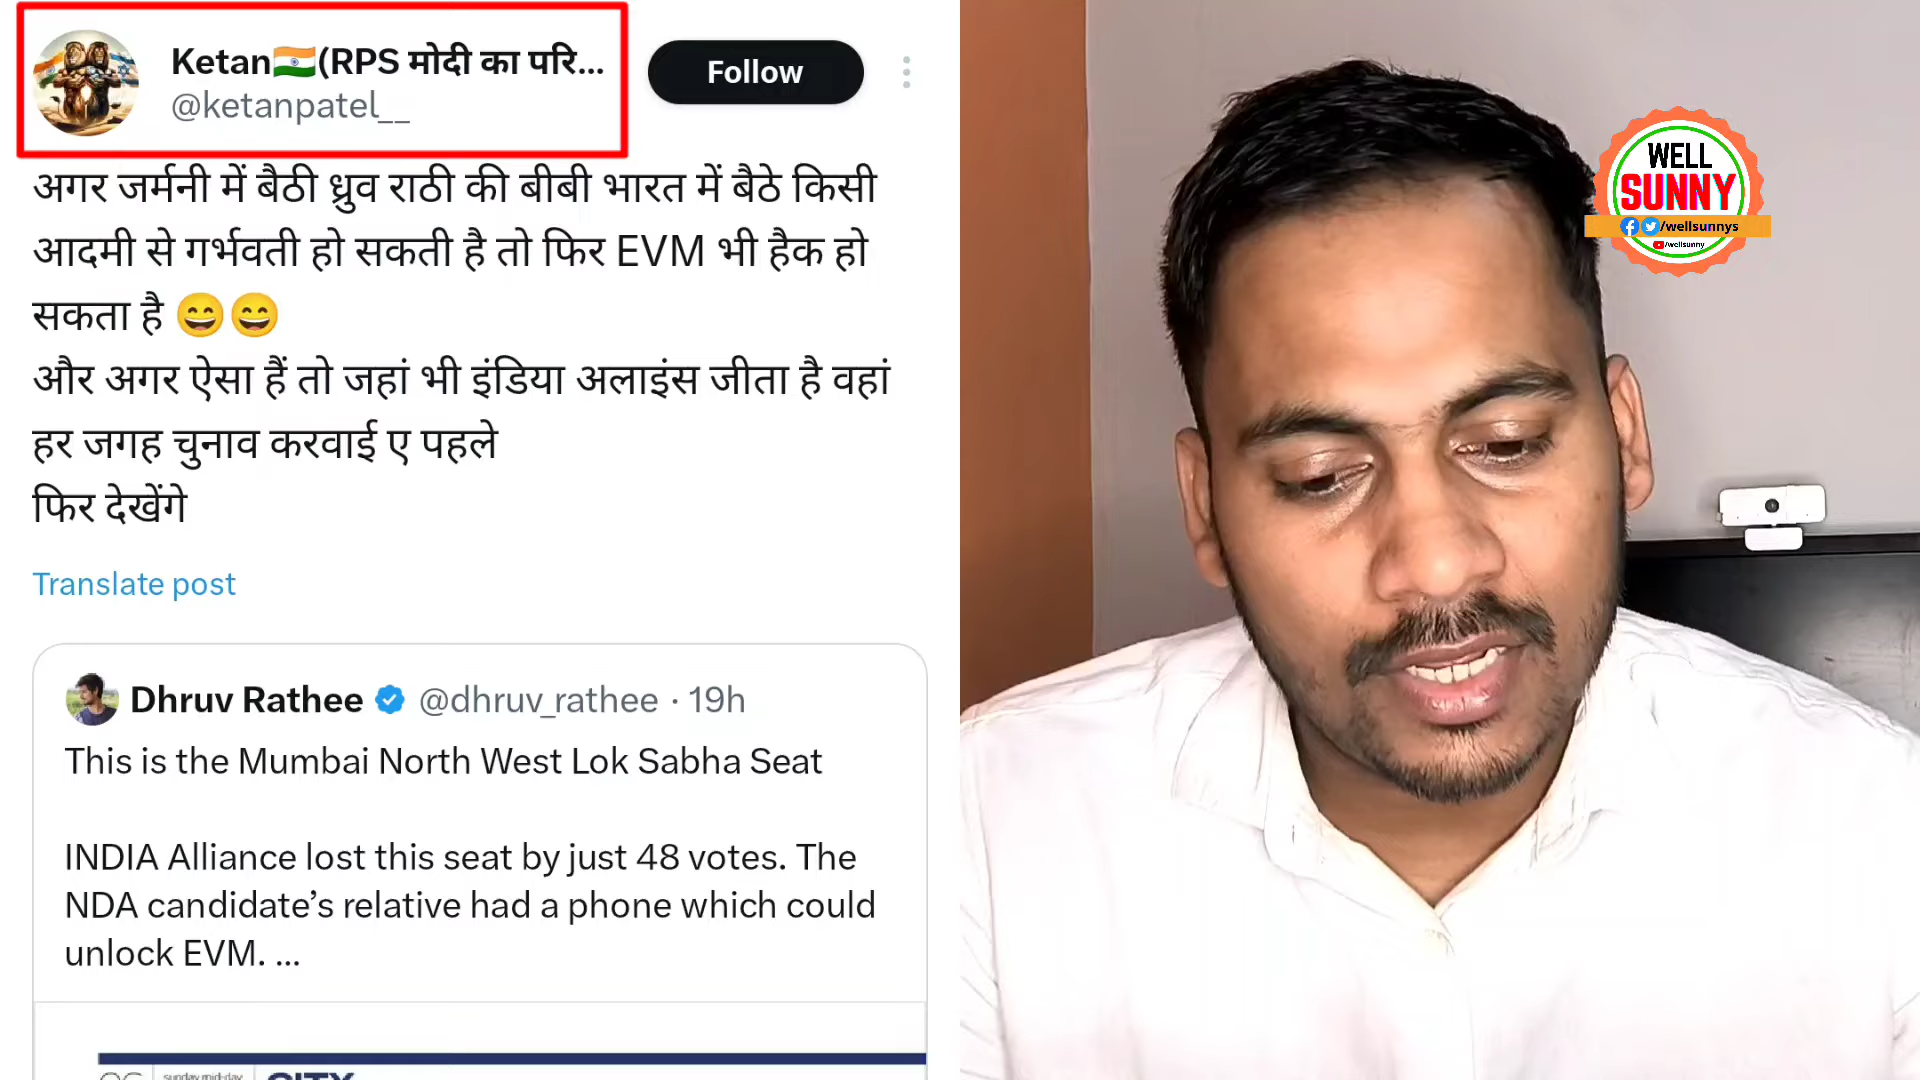 Ketan🇮🇳(RPS मोदी का परि...
@ketanpatel__
Follow
अगर जर्मनी में बैठी ध्रुव राठी की बीबी भारत में बैठे किसी
आदमी से गर्भवती हो सकती है तो फिर EVM भी हैक हो
सकता है 😄😄
और अगर ऐसा हैं तो जहां भी इंडिया अलाइंस जीता है वहां
हर जगह चुनाव करवाई ए पहले
फिर देखेंगे
Translate post
Dhruv Rathee @dhruv_rathee · 19h
This is the Mumbai North West Lok Sabha Seat
INDIA Alliance lost this seat by just 48 votes. The
NDA candidate’s relative had a phone which could
unlock EVM. ...
sunday mid-day
CITY
WELL
SUNNY
/wellsunnys
/wellsunny